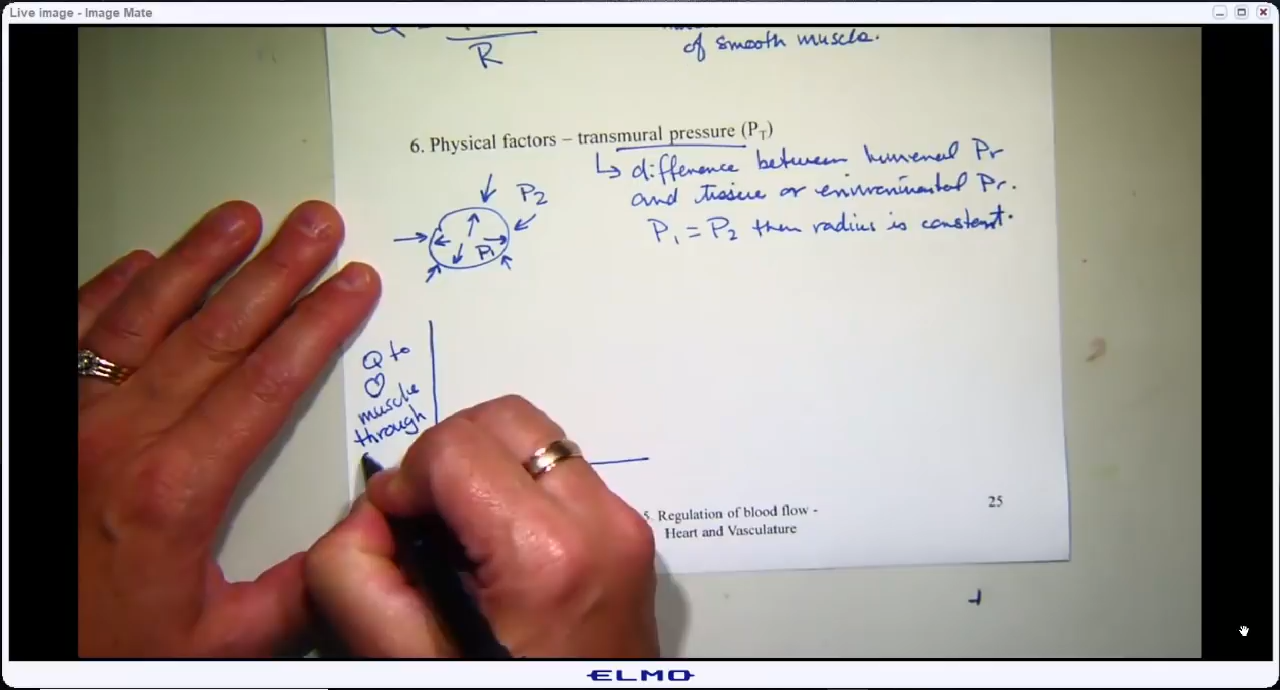 Live image - Image Mate
R
of smooth muscle.
6. Physical factors – transmural pressure (PT)
↳ difference between lumenal Pr
and tissue or environmental Pr.
P1 = P2 then radius is constant.
P2
P1
Q to
♡
muscle
through
5. Regulation of blood flow -
Heart and Vasculature
25
ELMO